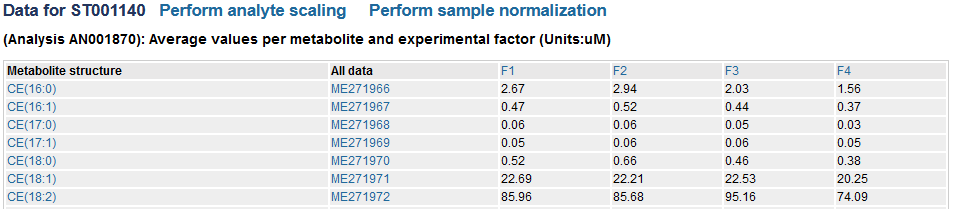 Data for ST001140 Perform analyte scaling Perform sample normalization
(Analysis AN001870): Average values per metabolite and experimental factor (Units:uM)
Metabolite structure All data F1 F2 F3 F4
CE(16:0) ME271966 2.67 2.94 2.03 1.56
CE(16:1) ME271967 0.47 0.52 0.44 0.37
CE(17:0) ME271968 0.06 0.06 0.05 0.03
CE(17:1) ME271969 0.05 0.06 0.06 0.05
CE(18:0) ME271970 0.52 0.66 0.46 0.38
CE(18:1) ME271971 22.69 22.21 22.53 20.25
CE(18:2) ME271972 85.96 85.68 95.16 74.09